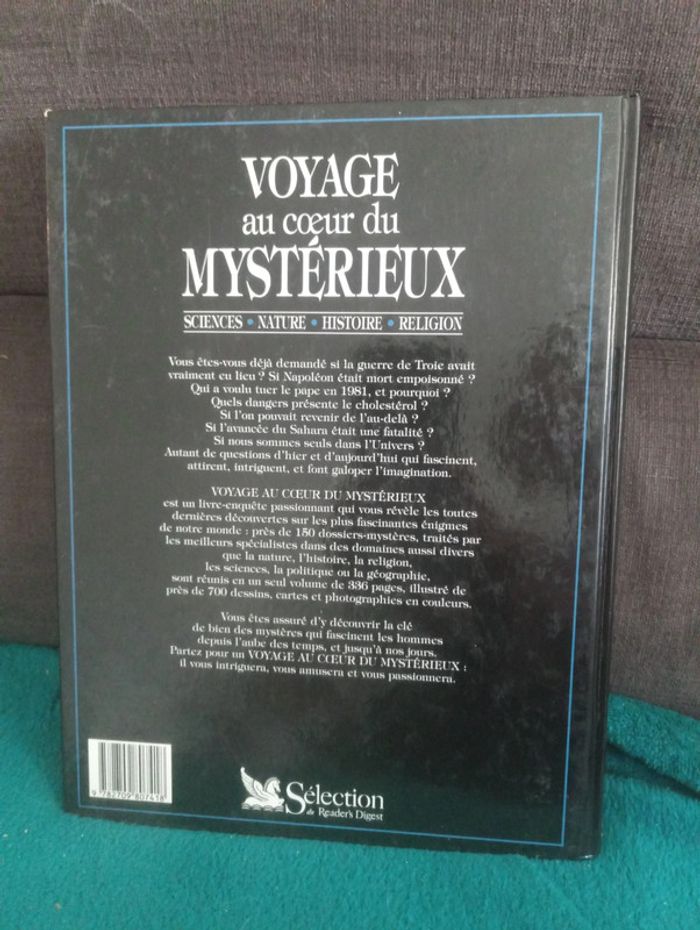 VOYAGE
au cœur du
MYSTÉRIEUX
SCIENCES • NATURE • HISTOIRE • RELIGION
Vous êtes-vous déjà demandé si la guerre de Troie avait
vraiment eu lieu ? Si Napoléon était mort empoisonné ?
Qui a voulu tuer le pape en 1981, et pourquoi ?
Quels dangers présente le cholestérol ?
Si l'on pouvait revenir de l'au-delà ?
Si l'avancée du Sahara était une fatalité ?
Si nous sommes seuls dans l'Univers ?
Autant de questions d'hier et d'aujourd'hui qui fascinent,
attirent, intriguent, et font galoper l'imagination.
VOYAGE AU CŒUR DU MYSTÉRIEUX
est un livre-enquête passionnant qui vous révèle les toutes
dernières découvertes sur les plus fascinantes énigmes
de notre monde : près de 150 dossiers-mystères, traités par
les meilleurs spécialistes dans des domaines aussi divers
que la nature, l'histoire, la religion,
les sciences, la politique ou la géographie,
sont réunis en un seul volume de 336 pages, illustré de
près de 700 dessins, cartes et photographies en couleurs.
Vous êtes assuré d'y découvrir la clé
de bien des mystères qui fascinent les hommes
depuis l'aube des temps, et jusqu'à nos jours.
Partez pour un VOYAGE AU CŒUR DU MYSTÉRIEUX :
il vous intriguera, vous amusera et vous passionnera.
9 782709 807418
Sélection
du Reader's Digest